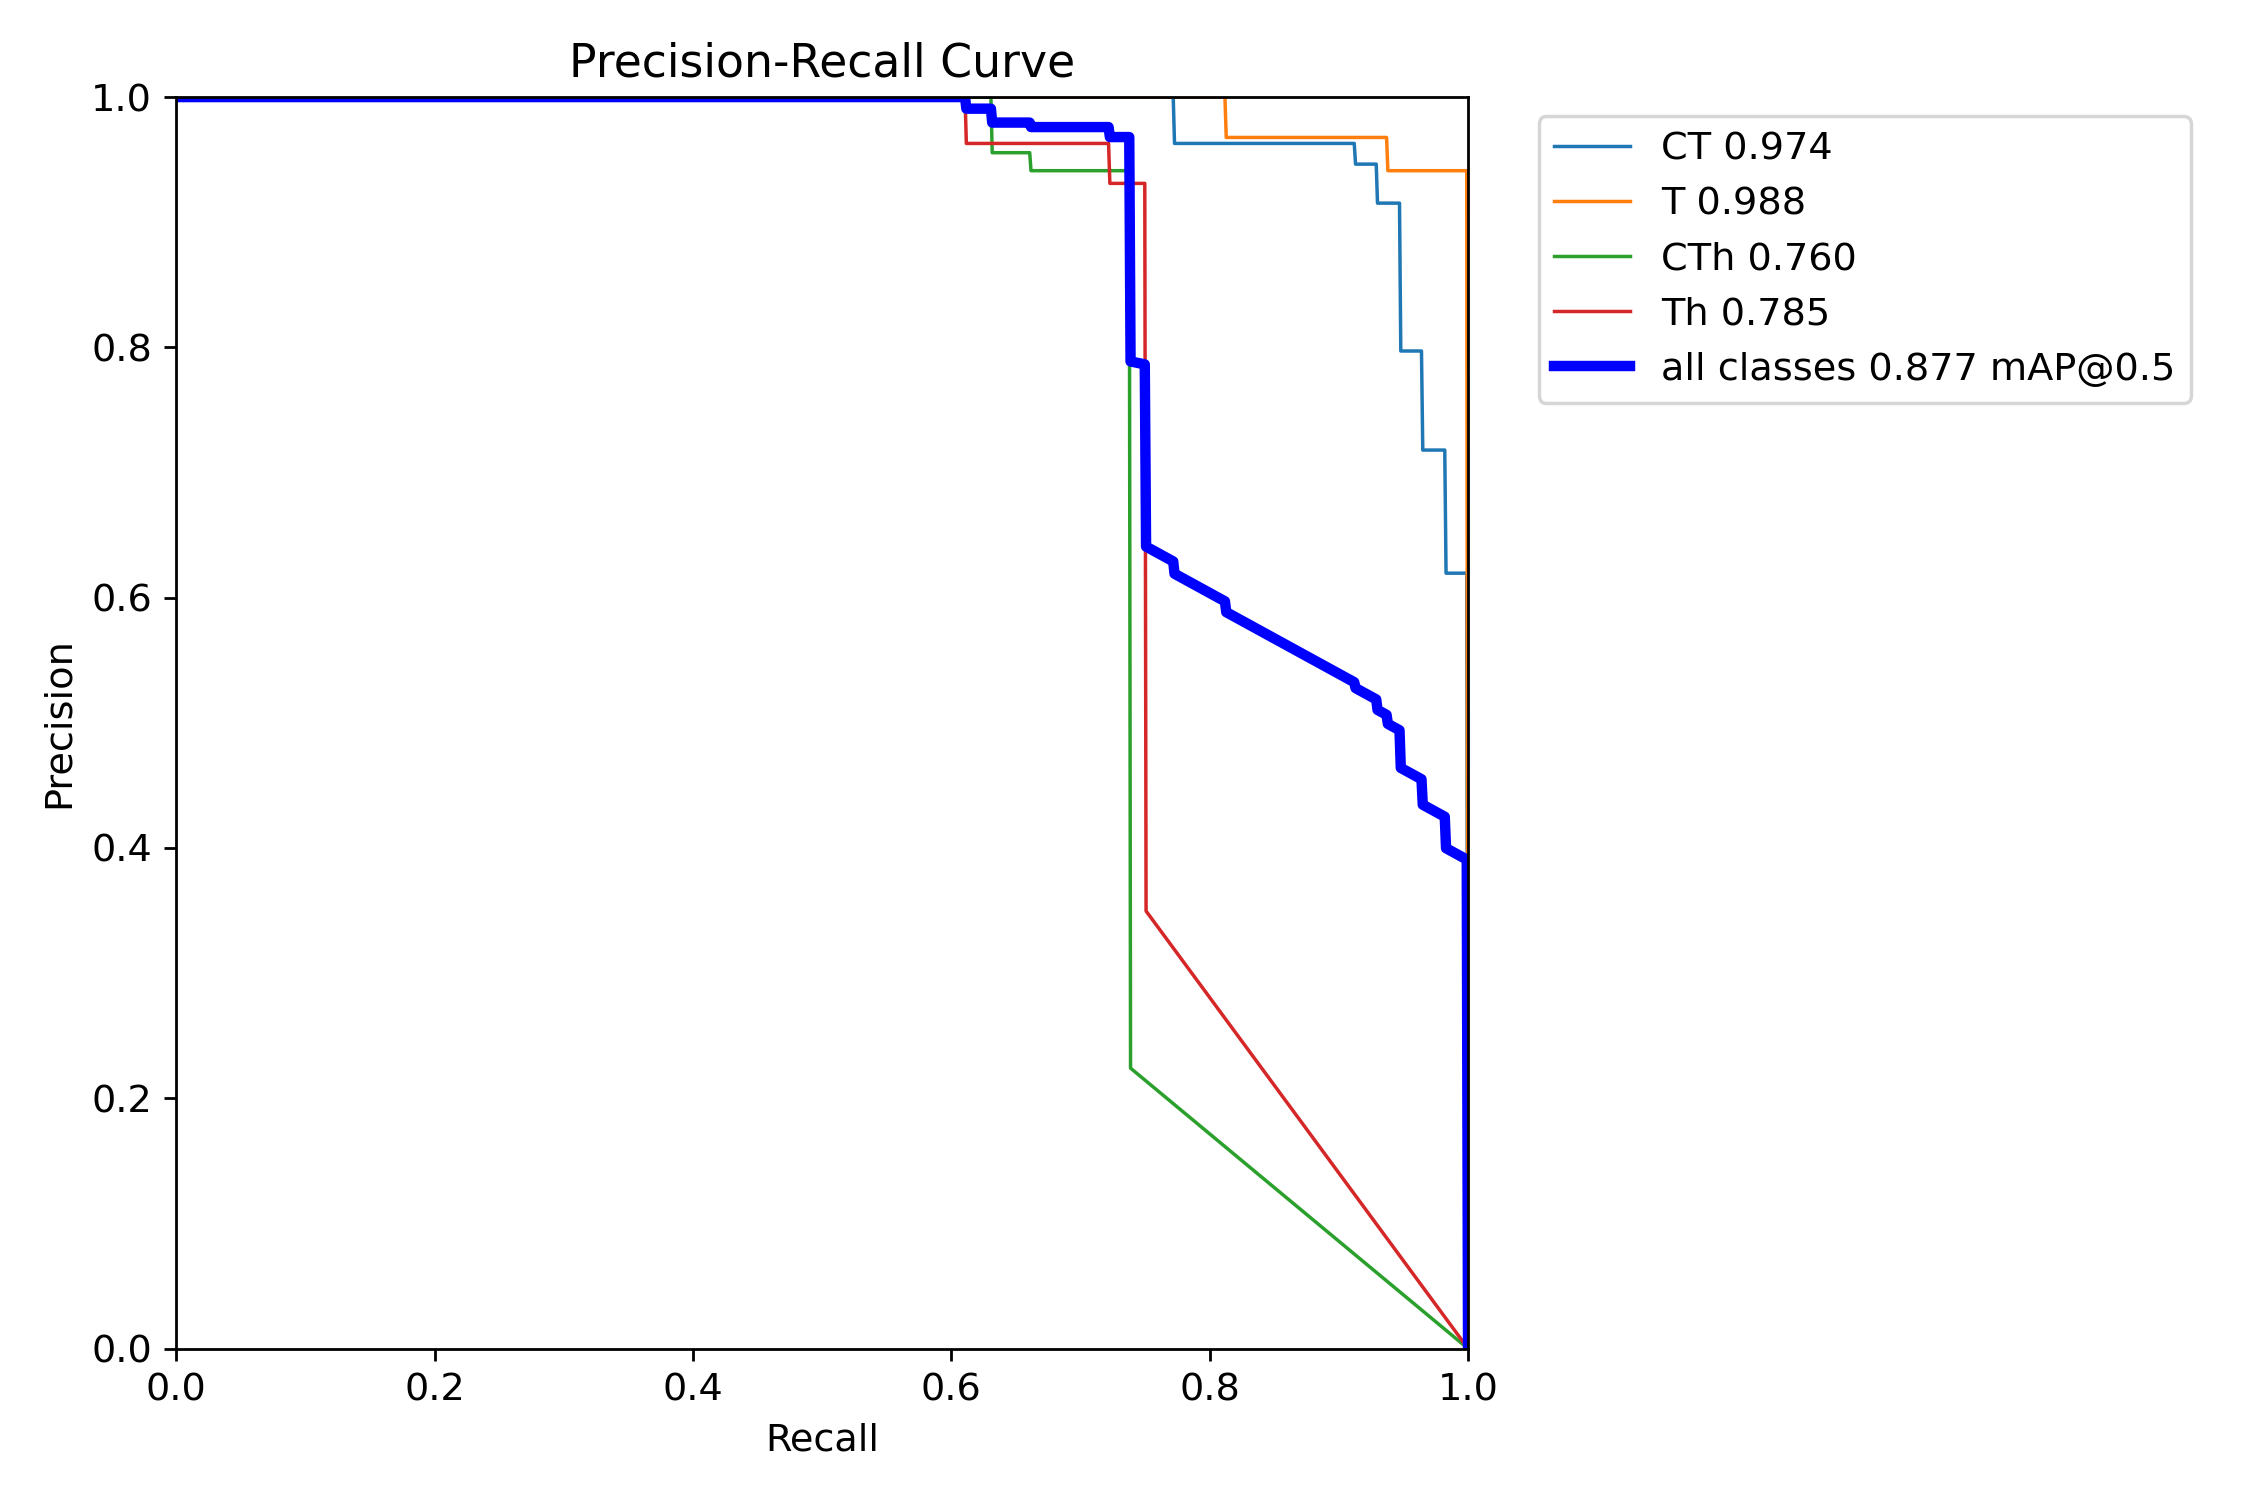 Precision-Recall Curve
1.0
0.8
0.6
0.4
0.2
0.0
Precision
0.0 0.2 0.4 0.6 0.8 1.0
Recall
CT 0.974
T 0.988
CTh 0.760
Th 0.785
all classes 0.877 mAP@0.5